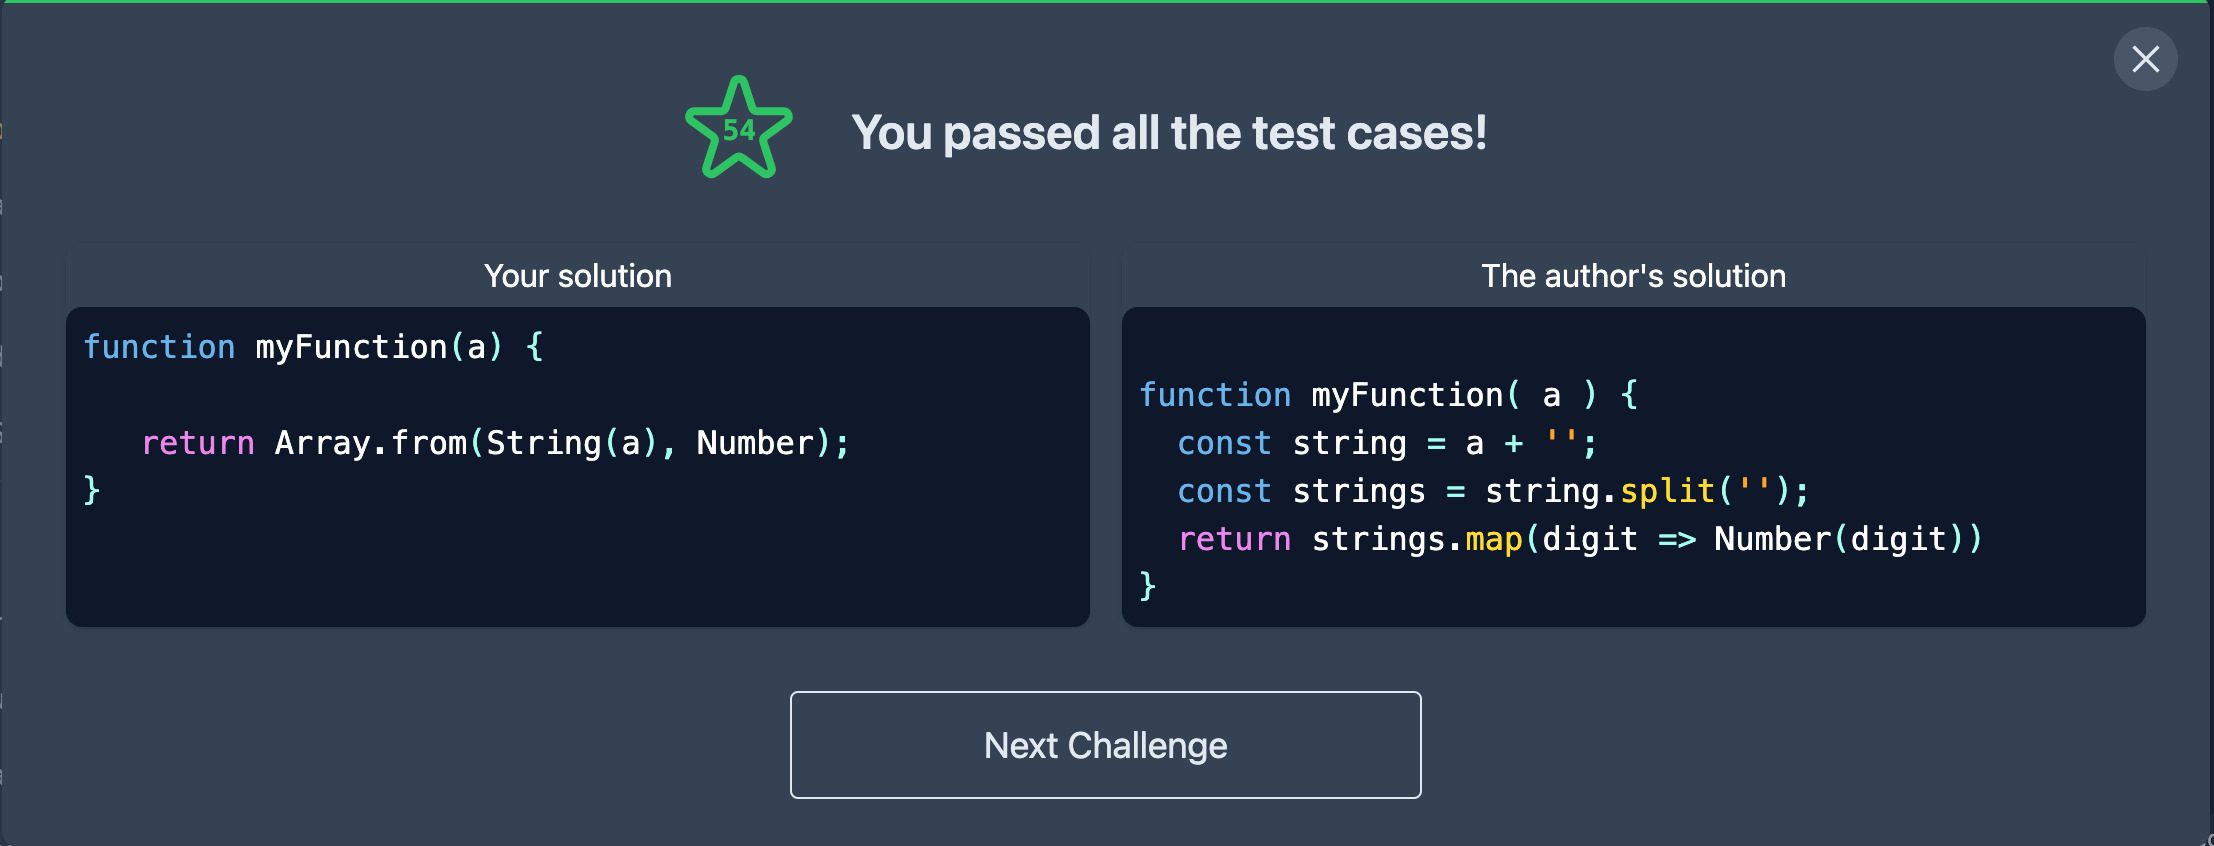 54
You passed all the test cases!
Your solution
function myFunction(a) {
return Array.from(String(a), Number);
}
The author's solution
function myFunction( a ) {
const string = a + '';
const strings = string.split('');
return strings.map(digit => Number(digit))
}
Next Challenge